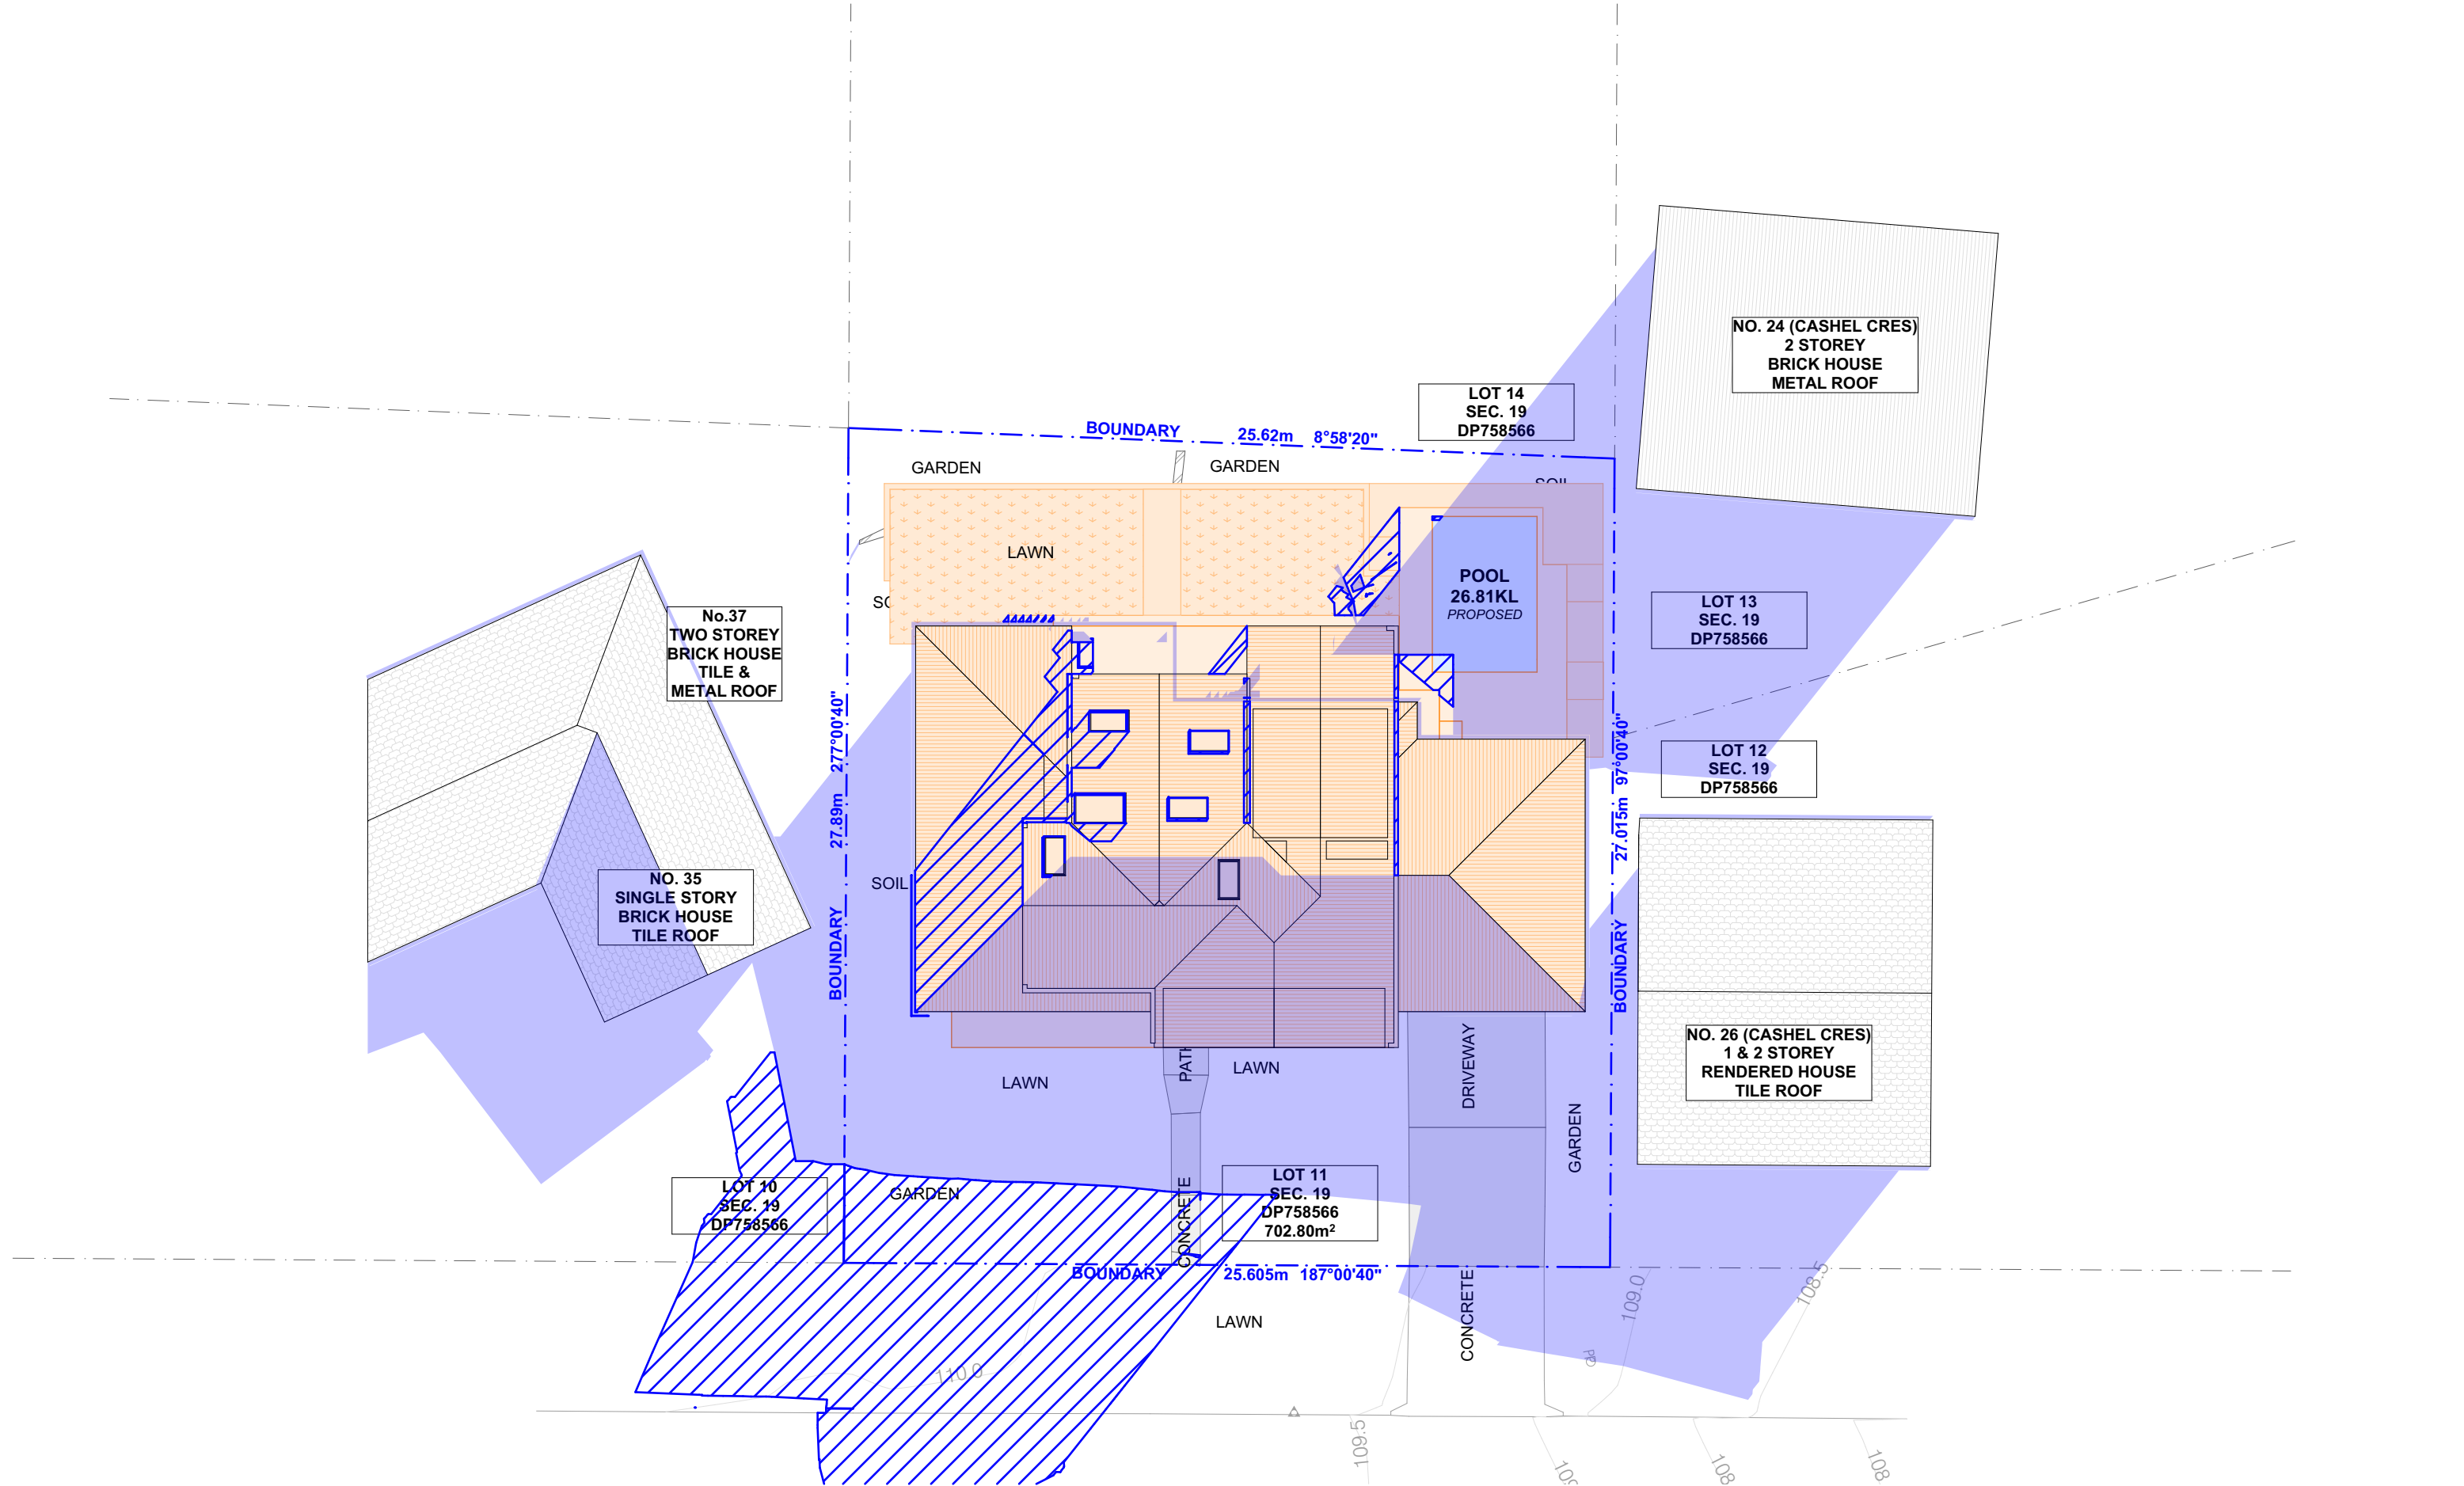 NO. 24 (CASHEL CRES)
2 STOREY
BRICK HOUSE
METAL ROOF
LOT 14
SEC. 19
DP758566
BOUNDARY 25.62m 8°58'20"
GARDEN
GARDEN
SOIL
LAWN
POOL
26.81KL
PROPOSED
LOT 13
SEC. 19
DP758566
No.37
TWO STOREY
BRICK HOUSE
TILE &
METAL ROOF
LOT 12
SEC. 19
DP758566
BOUNDARY 27.89m 277°00'40"
BOUNDARY 27.015m 97°00'40"
NO. 35
SINGLE STORY
BRICK HOUSE
TILE ROOF
SOIL
NO. 26 (CASHEL CRES)
1 & 2 STOREY
RENDERED HOUSE
TILE ROOF
LAWN
PATH
LAWN
DRIVEWAY
GARDEN
LOT 10
SEC. 19
DP758566
GARDEN
CONCRETE
LOT 11
SEC. 19
DP758566
702.80m²
BOUNDARY 25.605m 187°00'40"
LAWN
CONCRETE
109.0
108.5
PP
110.0
109.5
108
108